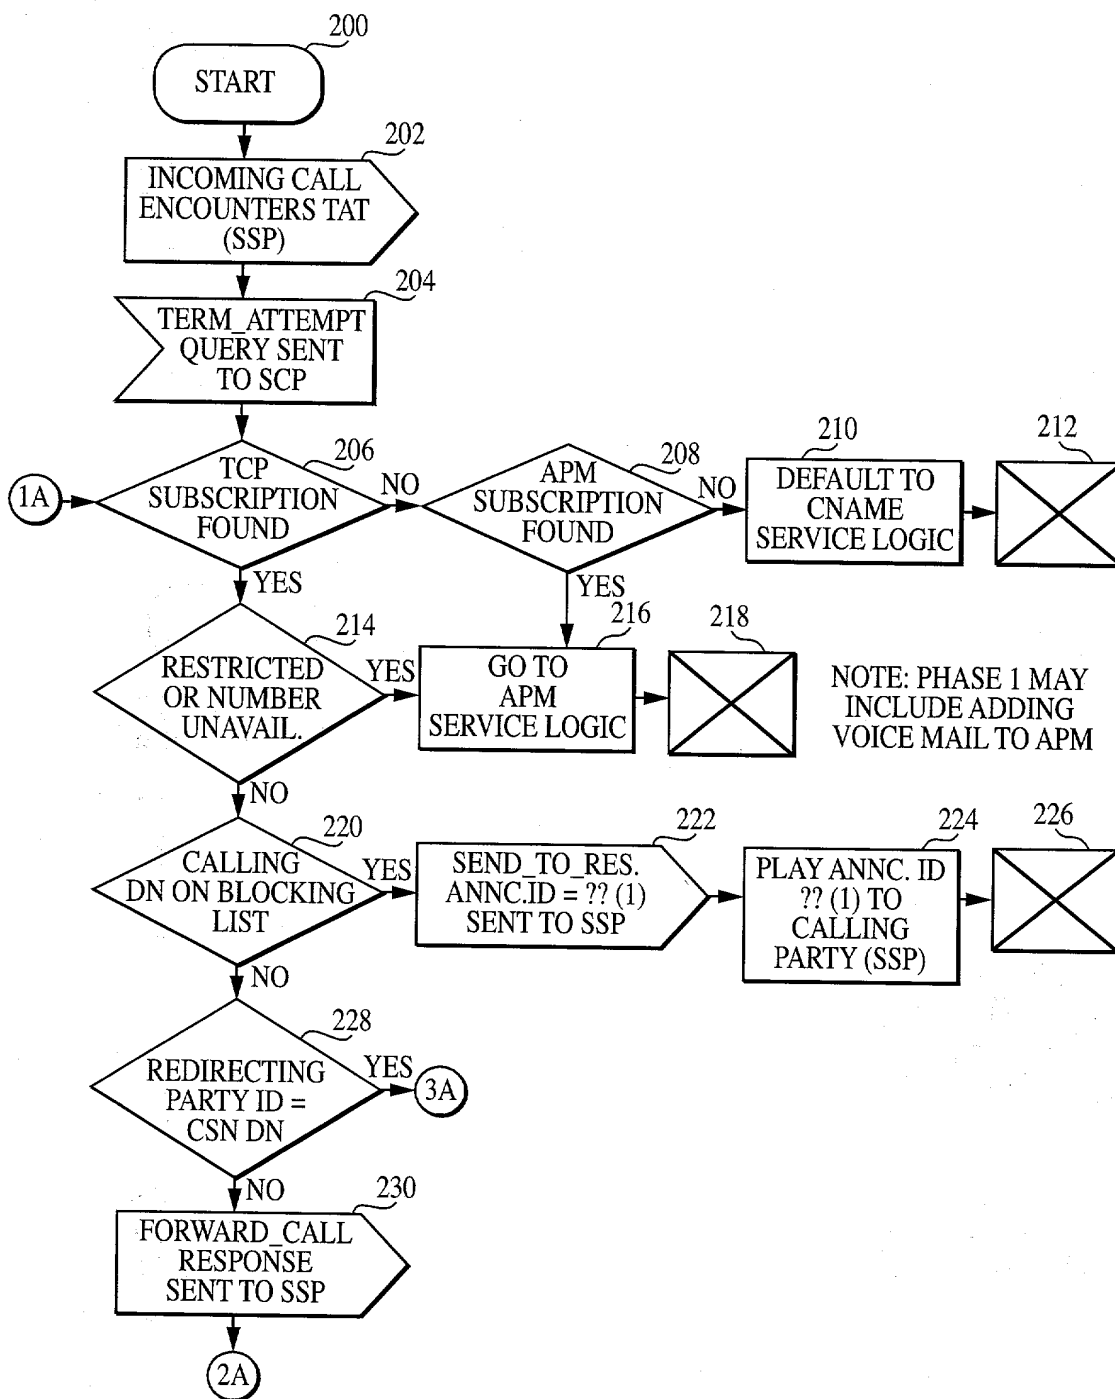 200
START
202
INCOMING CALL
ENCOUNTERS TAT
(SSP)
204
TERM_ATTEMPT
QUERY SENT
TO SCP
1A
206
TCP
SUBSCRIPTION
FOUND
NO
208
APM
SUBSCRIPTION
FOUND
NO
210
DEFAULT TO
CNAME
SERVICE LOGIC
212
YES
YES
214
RESTRICTED
OR NUMBER
UNAVAIL.
YES
216
GO TO
APM
SERVICE LOGIC
218
NOTE: PHASE 1 MAY
INCLUDE ADDING
VOICE MAIL TO APM
NO
220
CALLING
DN ON BLOCKING
LIST
YES
222
SEND_TO_RES.
ANNC.ID = ?? (1)
SENT TO SSP
224
PLAY ANNC. ID
?? (1) TO
CALLING
PARTY (SSP)
226
NO
228
REDIRECTING
PARTY ID =
CSN DN
YES
3A
NO
230
FORWARD_CALL
RESPONSE
SENT TO SSP
2A